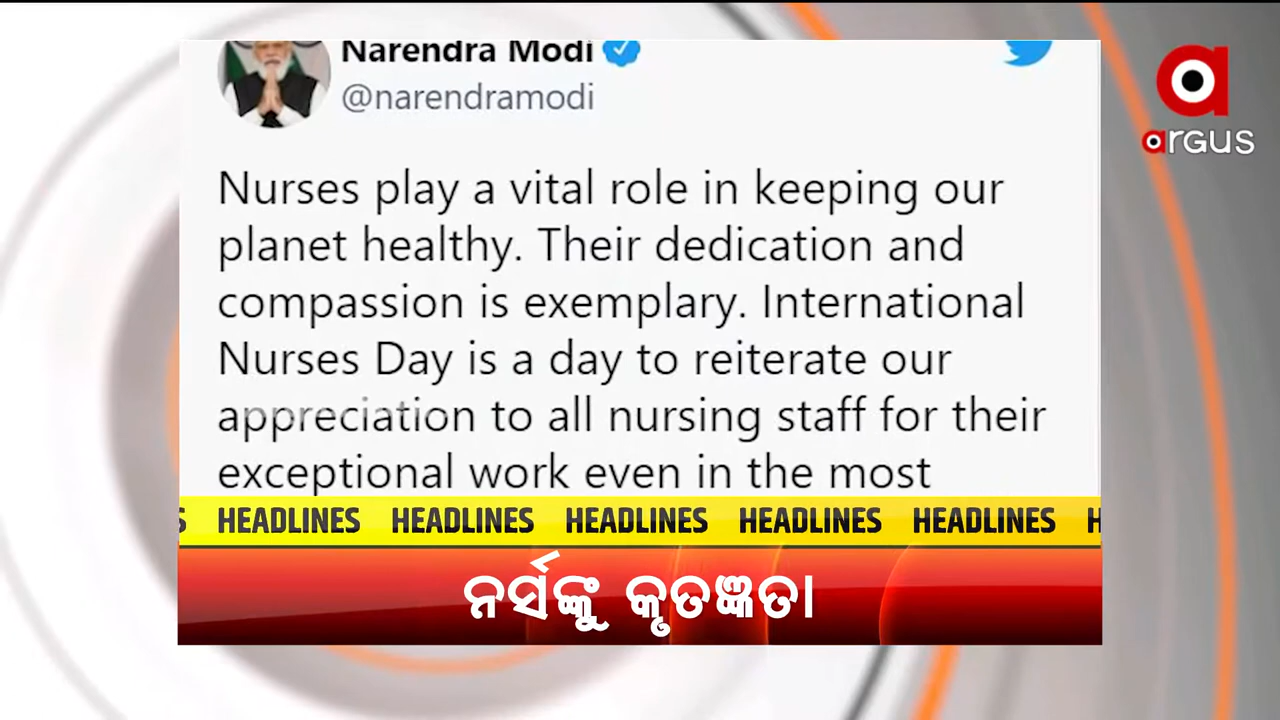 Narendra Modi
@narendramodi
argus
Nurses play a vital role in keeping our
planet healthy. Their dedication and
compassion is exemplary. International
Nurses Day is a day to reiterate our
appreciation to all nursing staff for their
exceptional work even in the most
HEADLINES HEADLINES HEADLINES HEADLINES HEADLINES
ନର୍ସଙ୍କୁ କୃତଜ୍ଞତା